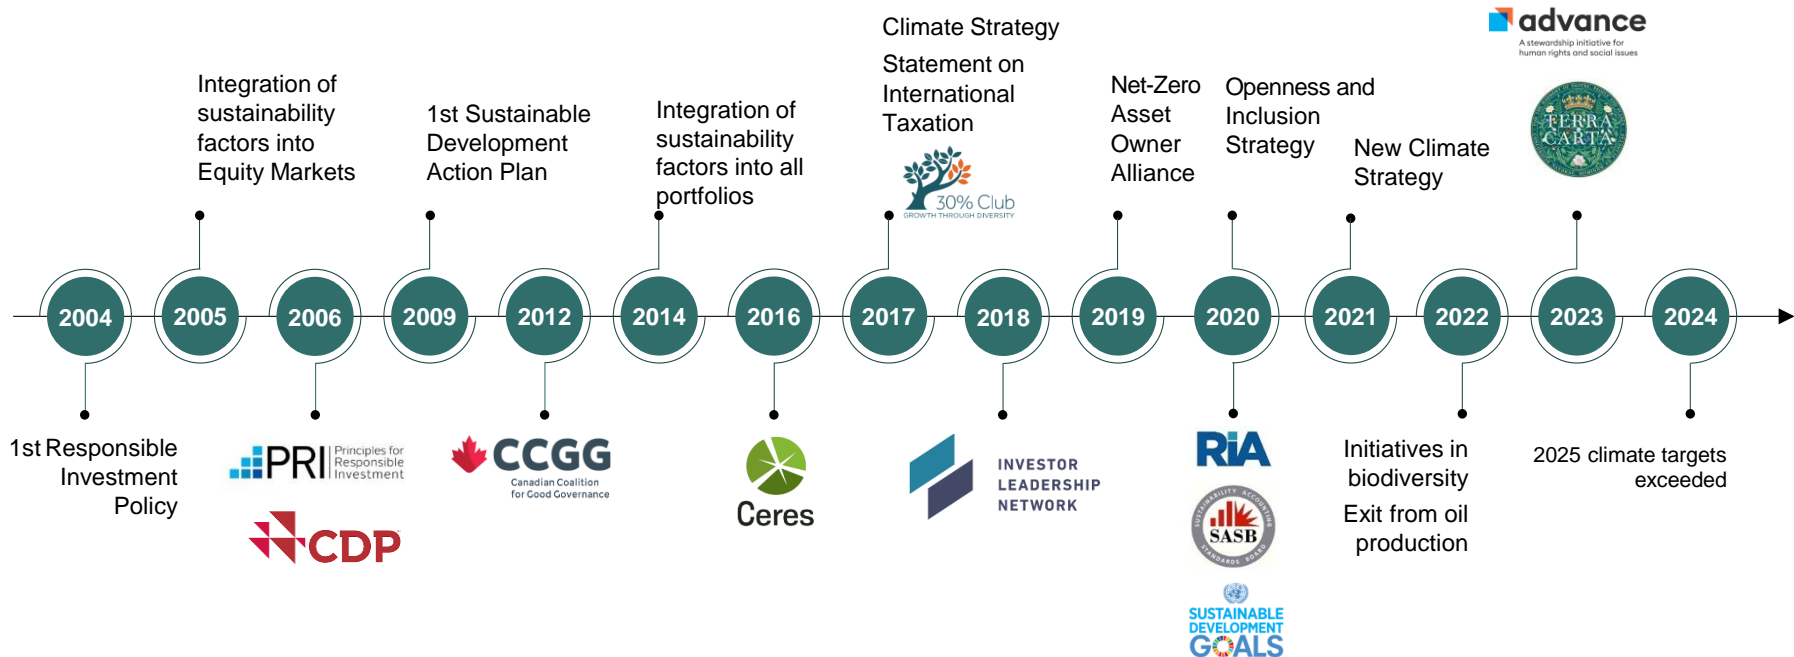 Climate Strategy
Statement on
International
Taxation
30% Club
GROWTH THROUGH DIVERSITY
advance
A stewardship initiative for
human rights and social issues
TERRA
CARTA
Integration of
sustainability
factors into
Equity Markets
1st Sustainable
Development
Action Plan
Integration of
sustainability
factors into all
portfolios
Net-Zero
Asset
Owner
Alliance
Openness and
Inclusion
Strategy
New Climate
Strategy
2004
2005
2006
2009
2012
2014
2016
2017
2018
2019
2020
2021
2022
2023
2024
1st Responsible
Investment
Policy
PRI
Principles for
Responsible
Investment
CDP
CCGG
Canadian Coalition
for Good Governance
Ceres
INVESTOR
LEADERSHIP
NETWORK
RiA
SUSTAINABILITY ACCOUNTING
SASB
STANDARDS BOARD
SUSTAINABLE
DEVELOPMENT
GOALS
Initiatives in
biodiversity
Exit from oil
production
2025 climate targets
exceeded